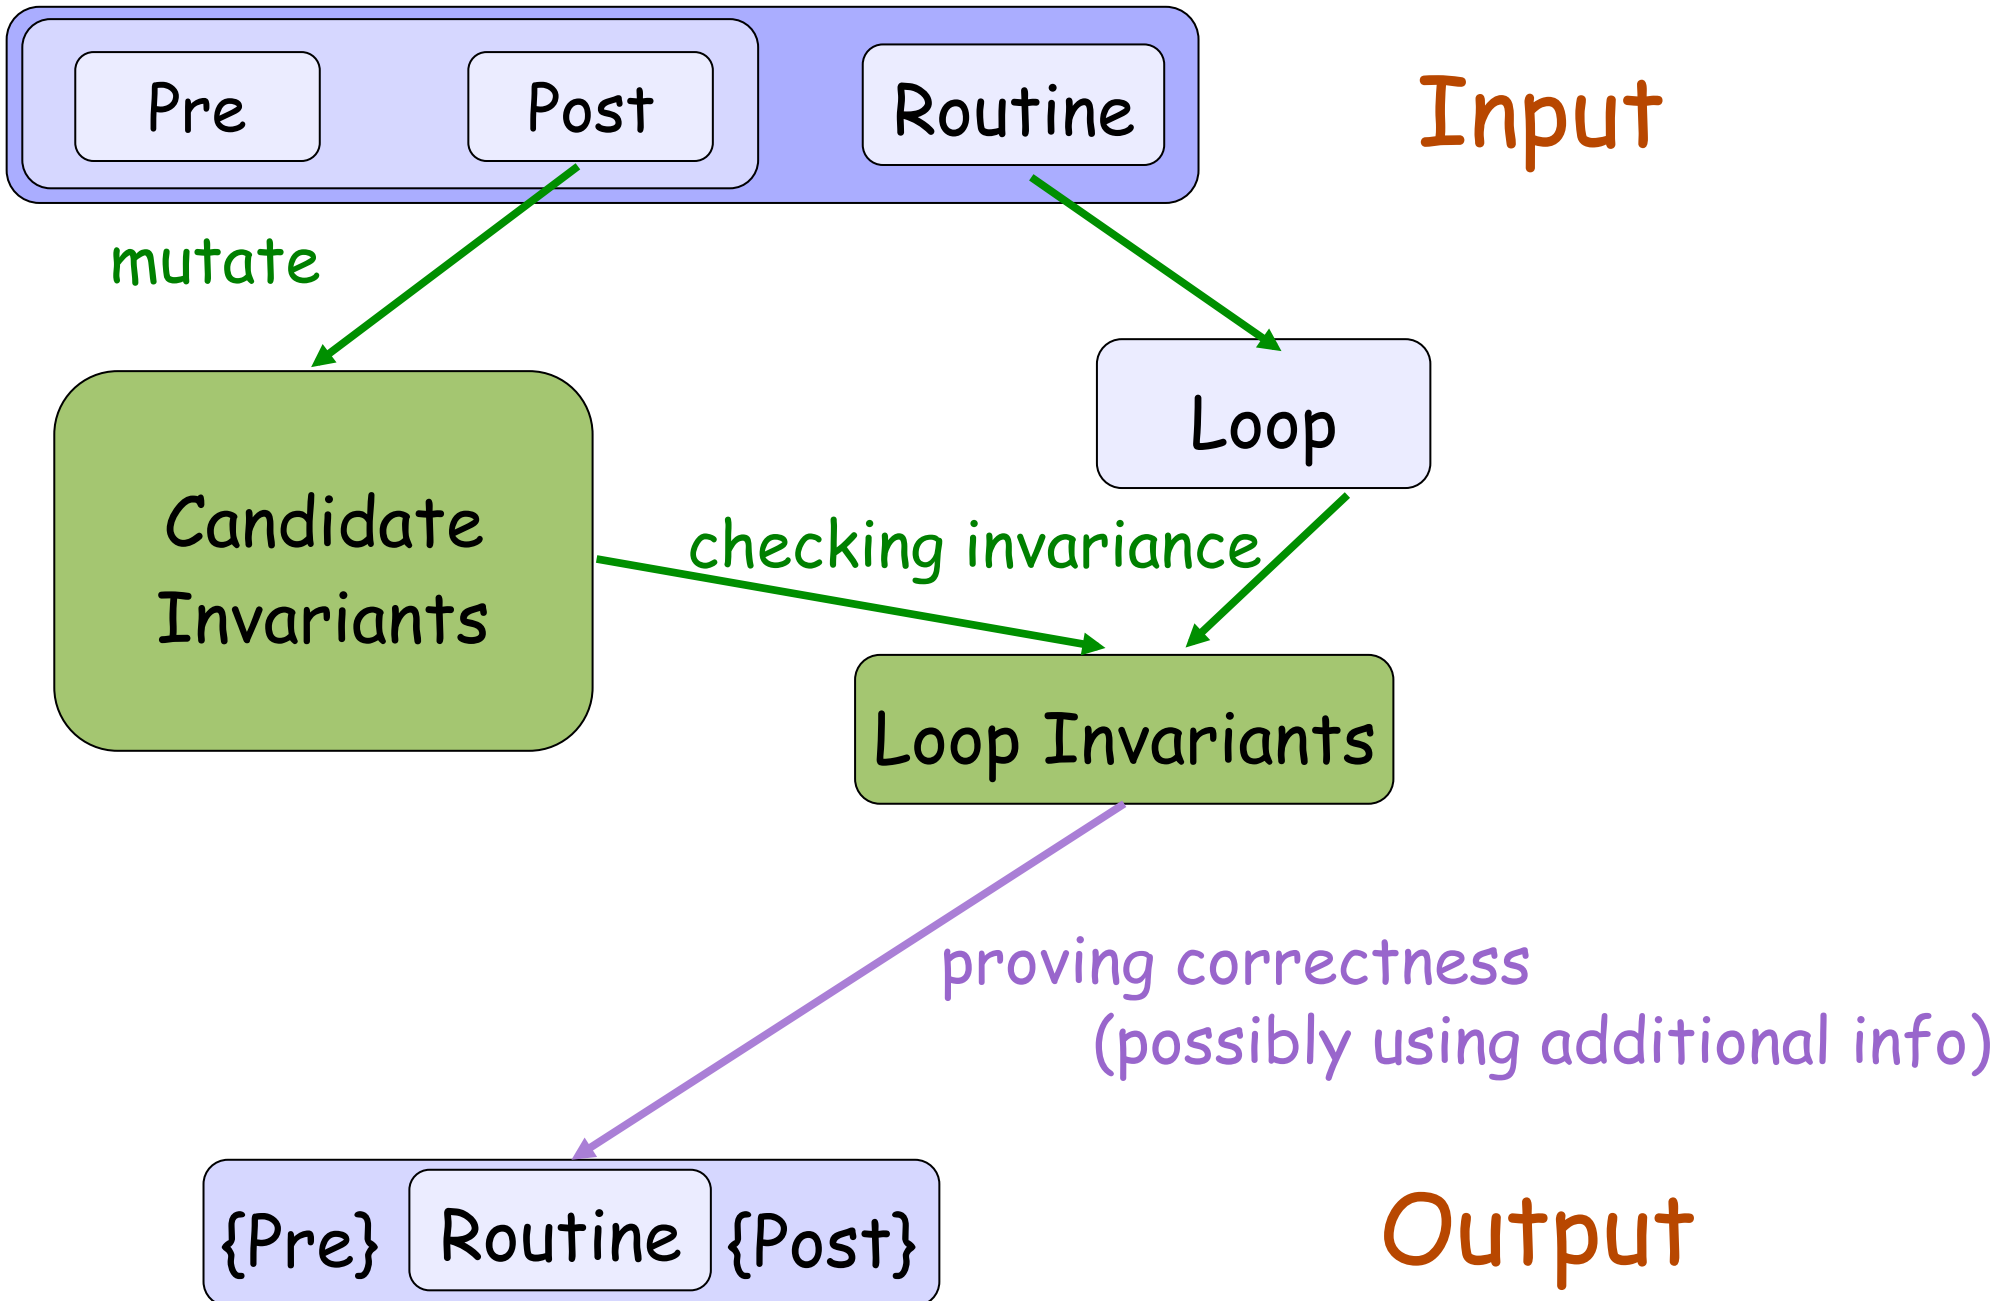 Pre
Post
Routine
Input
mutate
Loop
Candidate
Invariants
checking invariance
Loop Invariants
proving correctness
(possibly using additional info)
{Pre} Routine {Post}
Output